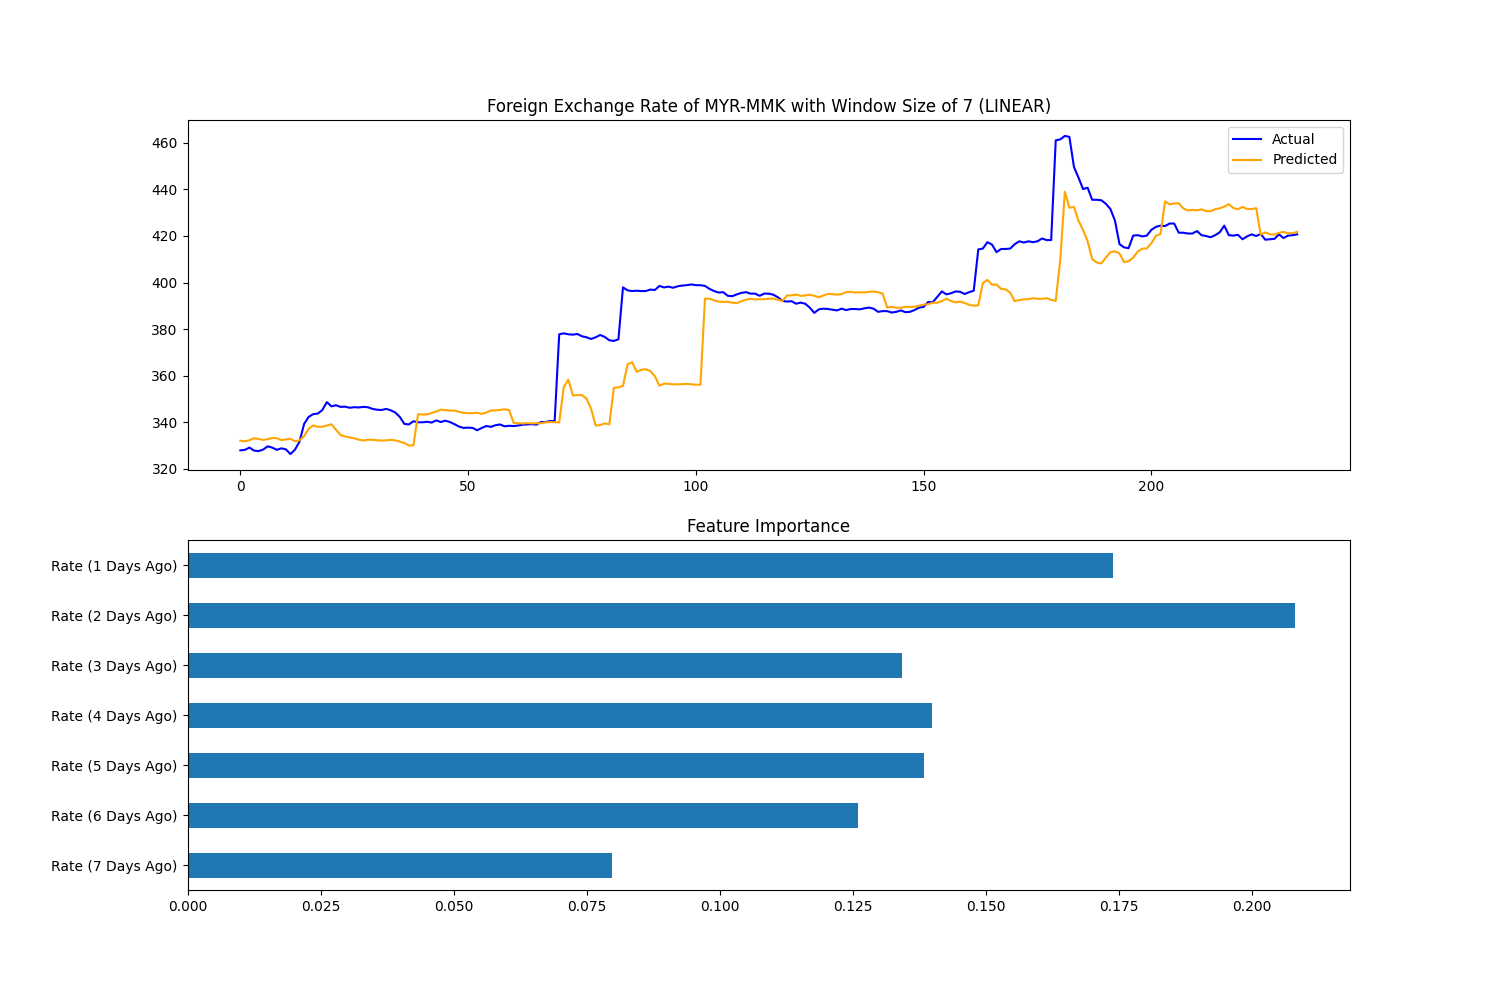 Foreign Exchange Rate of MYR-MMK with Window Size of 7 (LINEAR)
460
440
420
400
380
360
340
320
Actual
Predicted
0 50 100 150 200
Feature Importance
Rate (1 Days Ago)
Rate (2 Days Ago)
Rate (3 Days Ago)
Rate (4 Days Ago)
Rate (5 Days Ago)
Rate (6 Days Ago)
Rate (7 Days Ago)
0.000 0.025 0.050 0.075 0.100 0.125 0.150 0.175 0.200